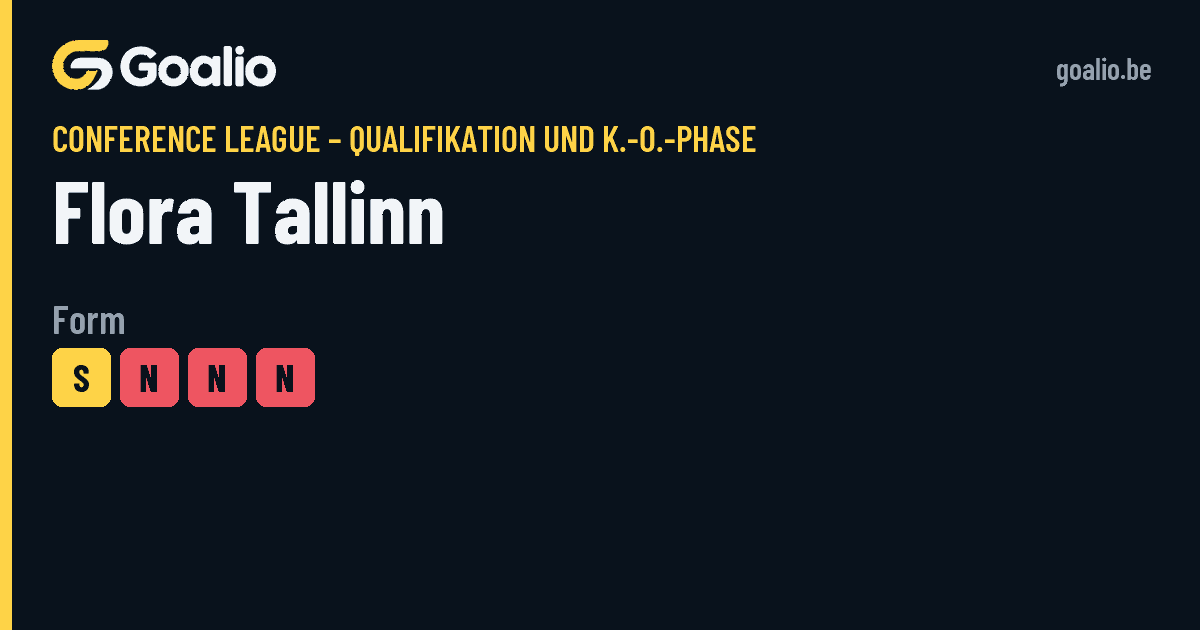 Goalio
goalio.be
CONFERENCE LEAGUE – QUALIFIKATION UND K.-O.-PHASE
Flora Tallinn
Form
S N N N